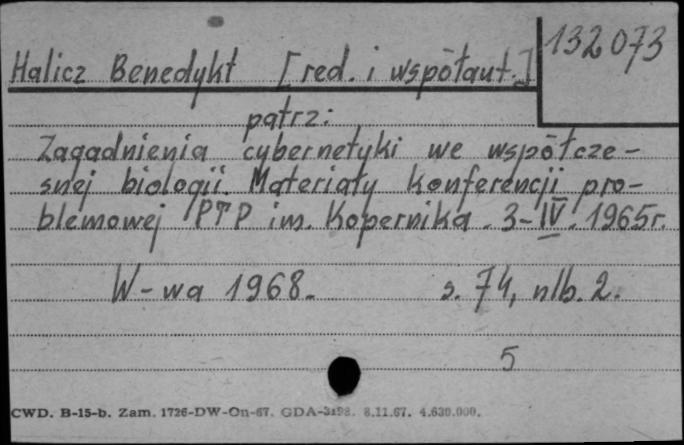 132073
Halicz Benedykt [red. i współaut.]
patrz:
Zagadnienia cybernetyki we współcze-
snej biologii. Materiały konferencji pro-
blemowej PTP im. Kopernika. 3-IV. 1965r.
W-wa 1968. s. 74, nlb. 2.
5
CWD. B-15-b. Zam. 1726-DW-On-67. GDA-3198. 8.11.67. 4.630.000.